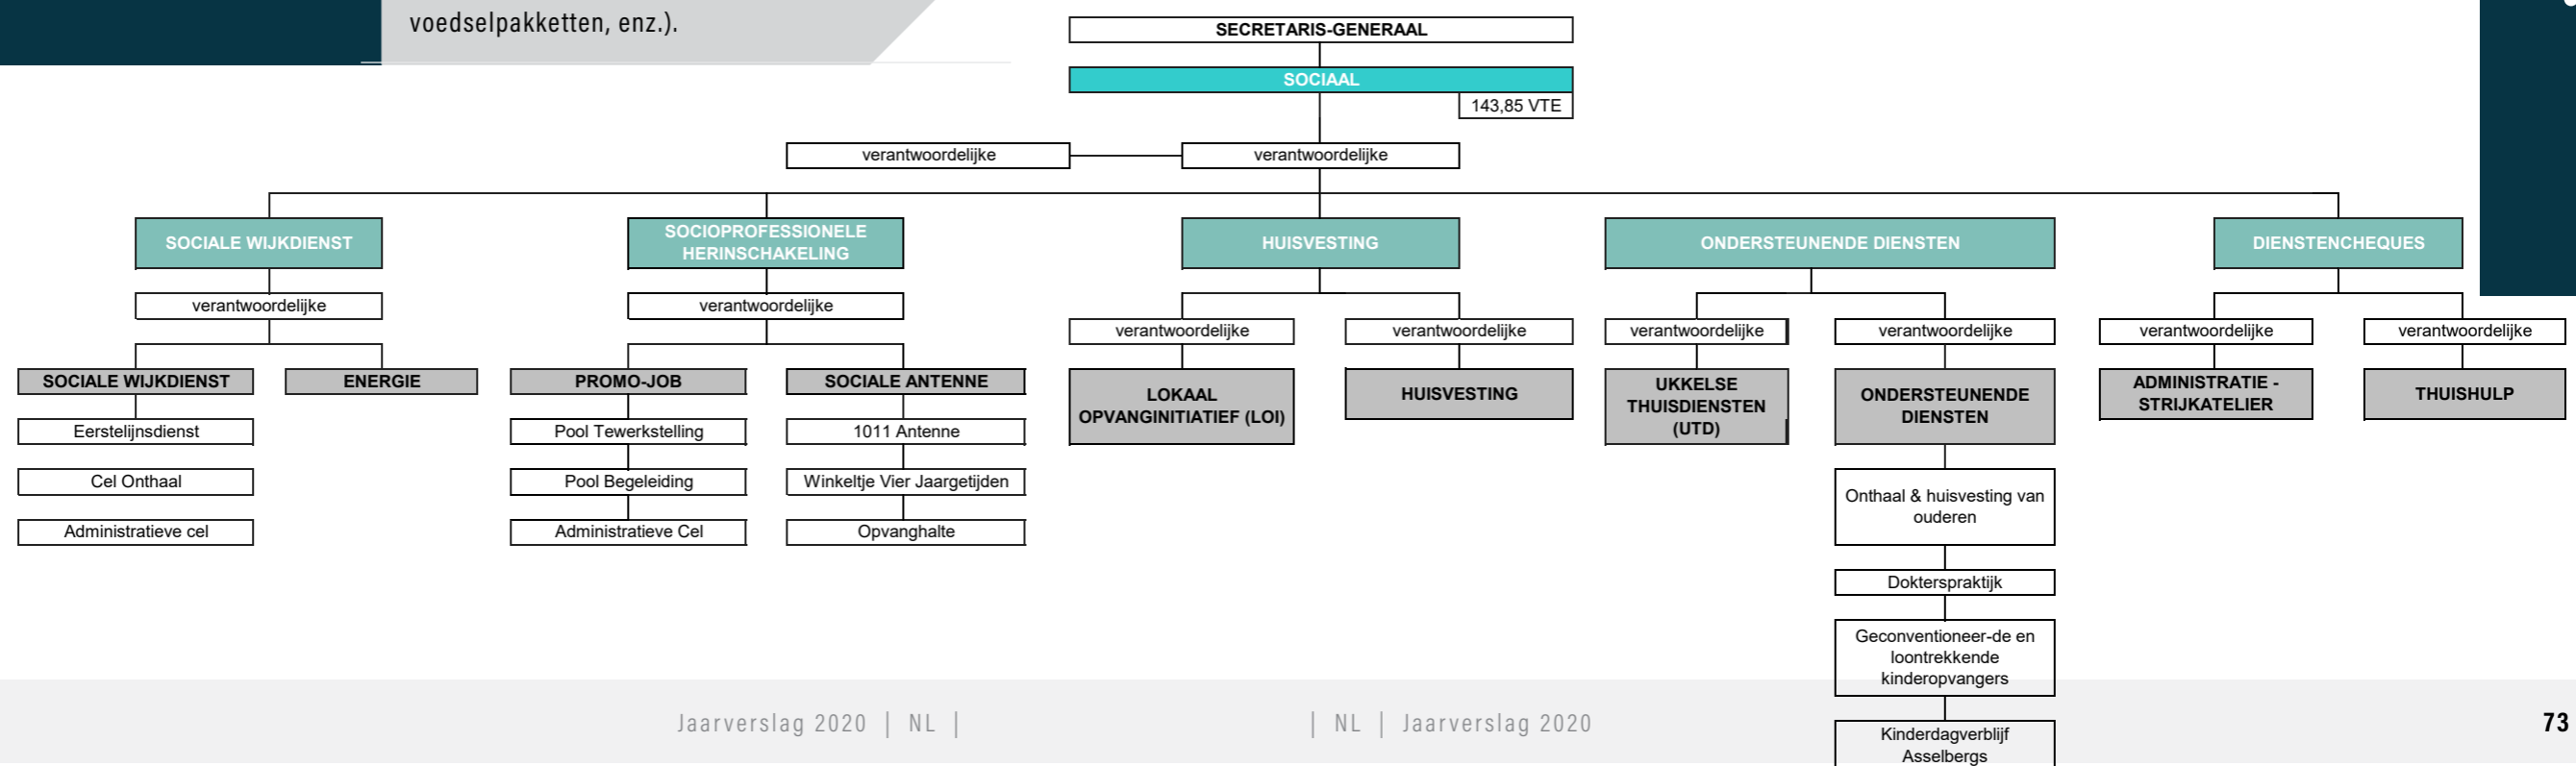 voedselpakketten, enz.).
SECRETARIS-GENERAAL
SOCIAAL
143,85 VTE
verantwoordelijke
verantwoordelijke
SOCIALE WIJKDIENST
SOCIOPROFESSIONELE
HERINSCHAKELING
HUISVESTING
ONDERSTEUNENDE DIENSTEN
DIENSTENCHEQUES
verantwoordelijke
verantwoordelijke
verantwoordelijke
verantwoordelijke
verantwoordelijke
verantwoordelijke
verantwoordelijke
verantwoordelijke
SOCIALE WIJKDIENST
ENERGIE
PROMO-JOB
SOCIALE ANTENNE
LOKAAL
OPVANGINITIATIEF (LOI)
HUISVESTING
UKKELSE
THUISDIENSTEN
(UTD)
ONDERSTEUNENDE
DIENSTEN
ADMINISTRATIE -
STRIJKATELIER
THUISHULP
Eerstelijnsdienst
Pool Tewerkstelling
1011 Antenne
Cel Onthaal
Pool Begeleiding
Winkeltje Vier Jaargetijden
Onthaal & huisvesting van
ouderen
Administratieve cel
Administratieve Cel
Opvanghalte
Dokterspraktijk
Geconventioneer-de en
loontrekkende
kinderopvangers
Kinderdagverblijf
Asselbergs
Jaarverslag 2020 | NL |
| NL | Jaarverslag 2020
73